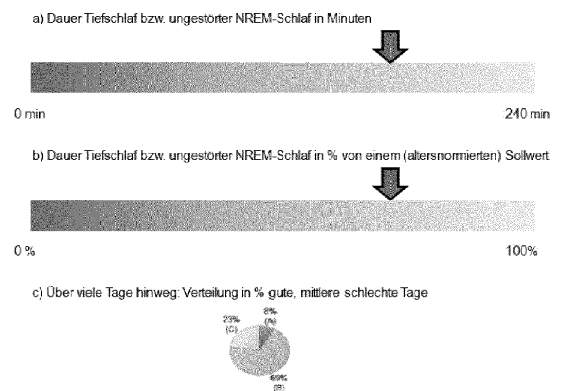 a) Dauer Tiefschlaf bzw. ungestörter NREM-Schlaf in Minuten
0 min 240 min
b) Dauer Tiefschlaf bzw. ungestörter NREM-Schlaf in % von einem (altersnormierten) Sollwert
0 % 100%
c) Über viele Tage hinweg: Verteilung in % gute, mittlere schlechte Tage
23% 8%
(C) (A)
69%
(B)